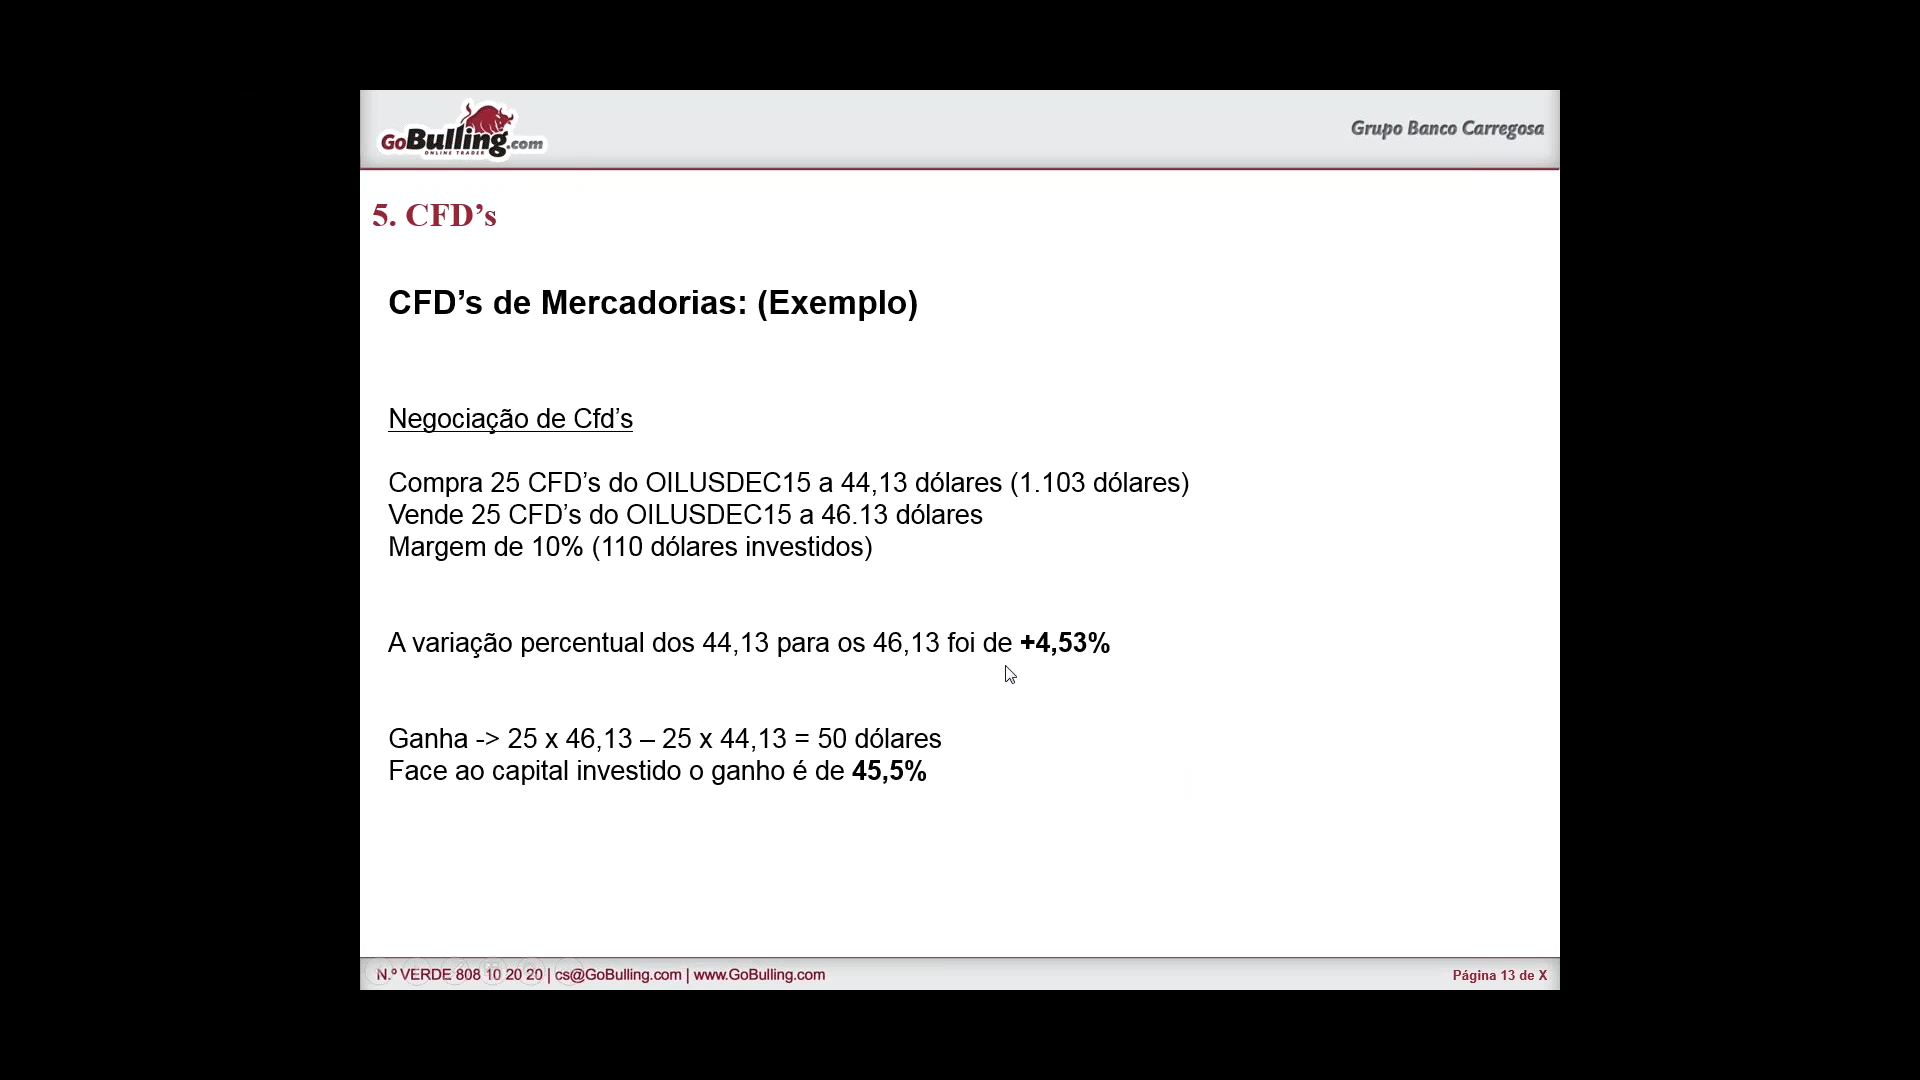 GoBulling.com
ONLINE TRADER
Grupo Banco Carregosa
5. CFD’s
CFD’s de Mercadorias: (Exemplo)
Negociação de Cfd’s
Compra 25 CFD’s do OILUSDEC15 a 44,13 dólares (1.103 dólares)
Vende 25 CFD’s do OILUSDEC15 a 46.13 dólares
Margem de 10% (110 dólares investidos)
A variação percentual dos 44,13 para os 46,13 foi de +4,53%
Ganha -> 25 x 46,13 – 25 x 44,13 = 50 dólares
Face ao capital investido o ganho é de 45,5%
N.º VERDE 808 10 20 20 | cs@GoBulling.com | www.GoBulling.com
Página 13 de X